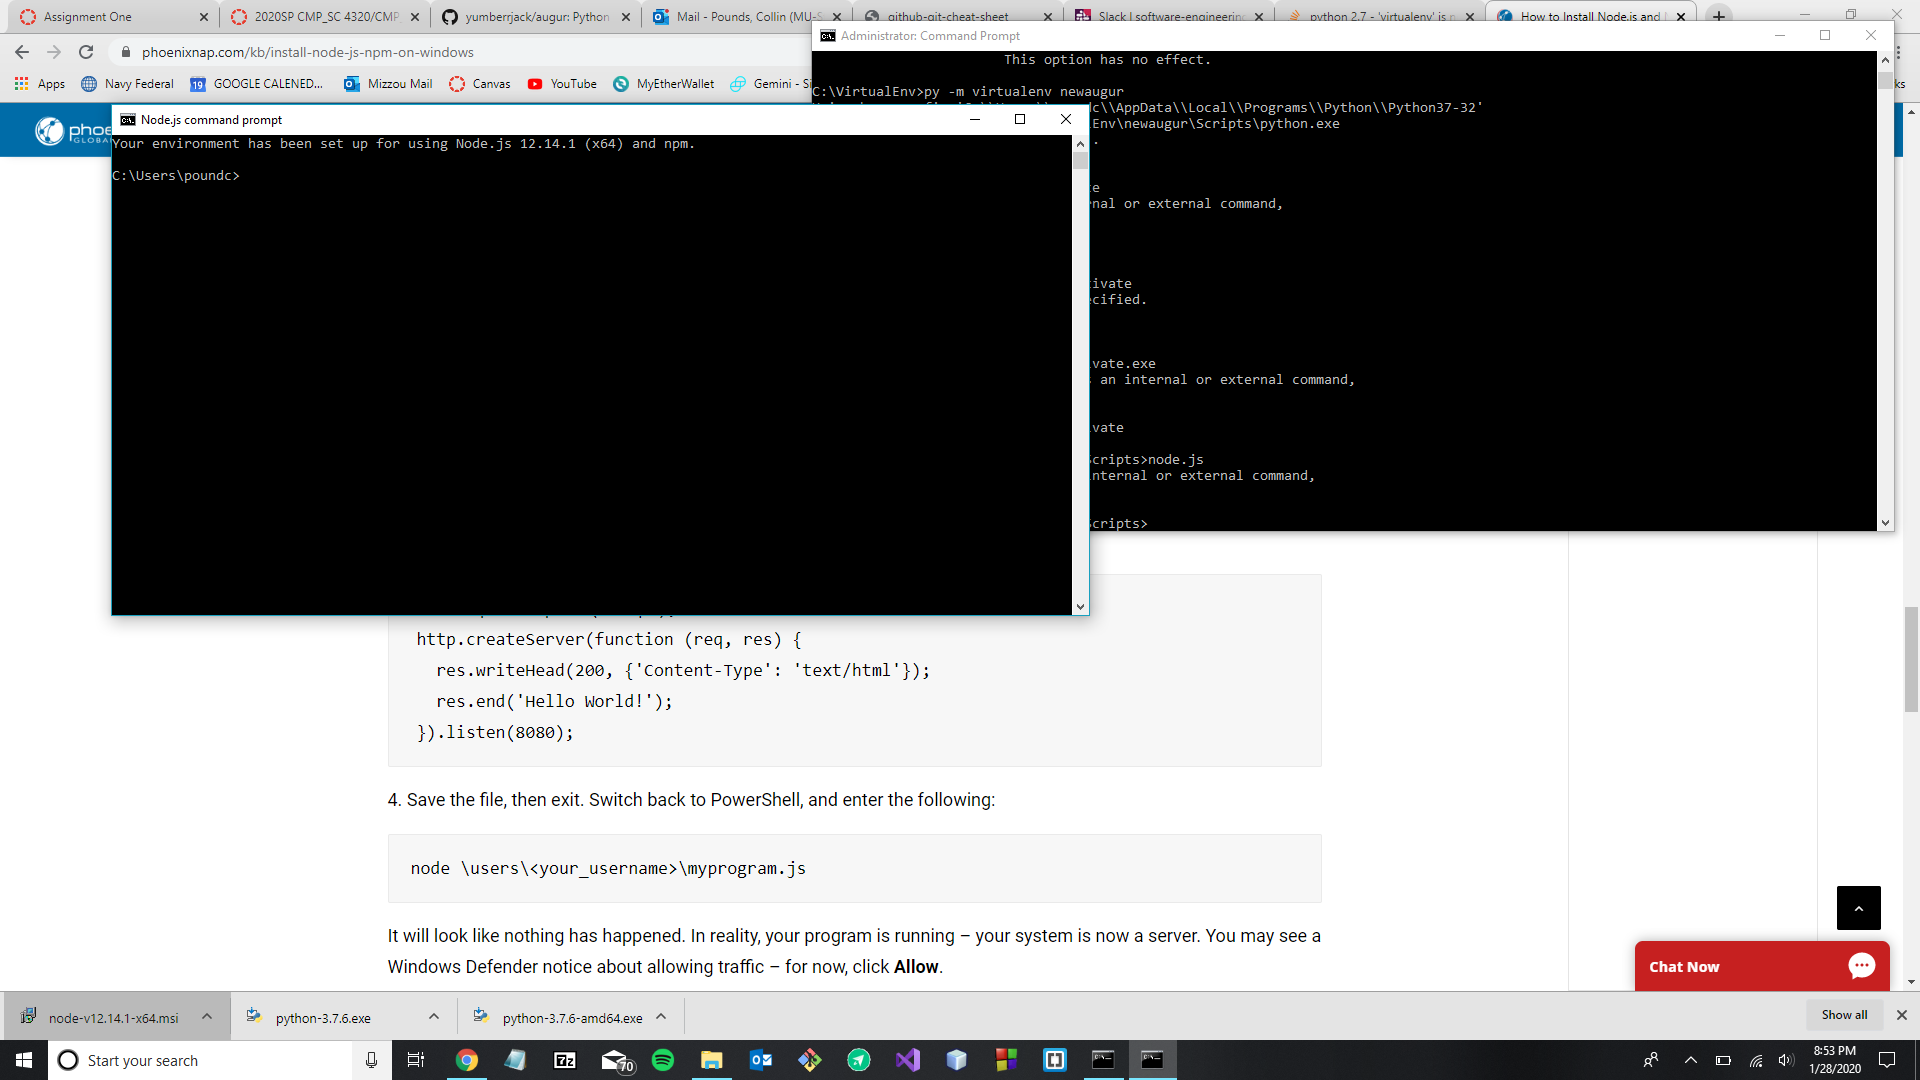 Assignment One
2020SP CMP_SC 4320/CMP
yumberrjack/augur: Python
Mail - Pounds, Collin (MU-S
github-git-cheat-sheet
Slack | software-engineering
python 2.7 - 'virtualenv' is n
How to Install Node.js and
phoenixnap.com/kb/install-node-js-npm-on-windows
Apps
Navy Federal
GOOGLE CALENED...
Mizzou Mail
Canvas
YouTube
MyEtherWallet
Gemini - Si
ks
Administrator: Command Prompt
This option has no effect.
C:\VirtualEnv>py -m virtualenv newaugur
dc\\AppData\\Local\\Programs\\Python\\Python37-32'
Env\newaugur\Scripts\python.exe
.
te
nal or external command,
ivate
cified.
vate.exe
an internal or external command,
vate
cripts>node.js
nternal or external command,
cripts>
phoe
GLOBA
Node.js command prompt
Your environment has been set up for using Node.js 12.14.1 (x64) and npm.
C:\Users\poundc>
http.createServer(function (req, res) {
res.writeHead(200, {'Content-Type': 'text/html'});
res.end('Hello World!');
}).listen(8080);
4. Save the file, then exit. Switch back to PowerShell, and enter the following:
node \users\<your_username>\myprogram.js
It will look like nothing has happened. In reality, your program is running – your system is now a server. You may see a
Windows Defender notice about allowing traffic – for now, click Allow.
Chat Now
node-v12.14.1-x64.msi
python-3.7.6.exe
python-3.7.6-amd64.exe
Show all
Start your search
70
8:53 PM
1/28/2020